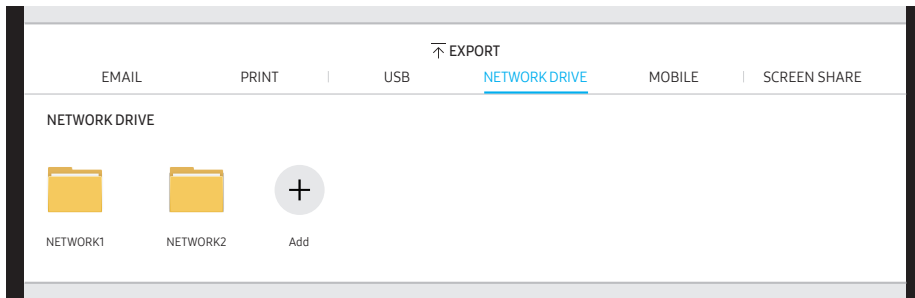 EXPORT
EMAIL PRINT USB NETWORK DRIVE MOBILE SCREEN SHARE
NETWORK DRIVE
NETWORK1 NETWORK2 Add